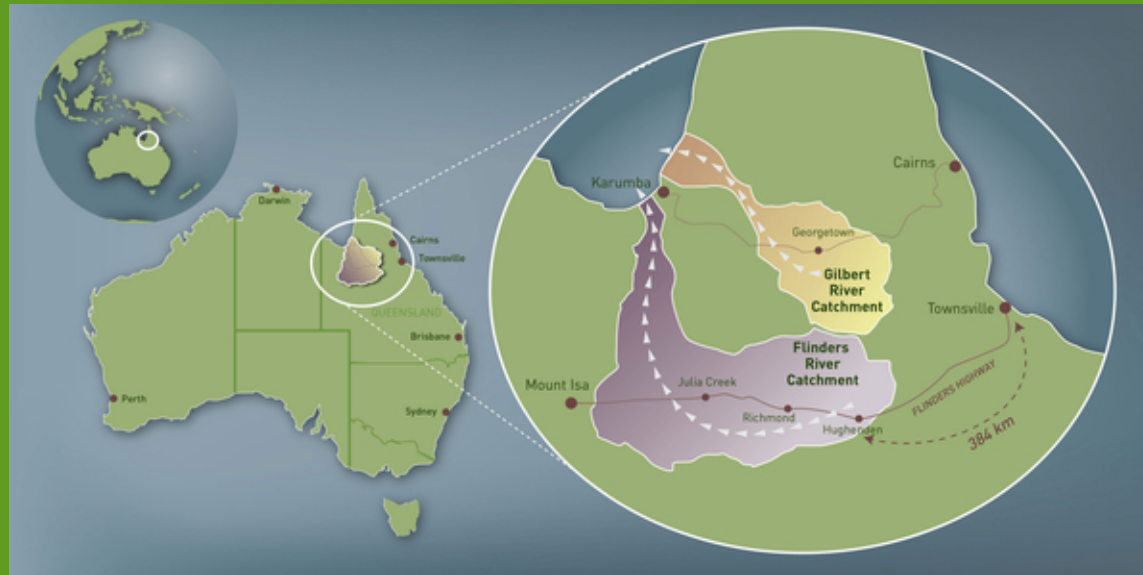 Darwin
Cairns
Townsville
QUEENSLAND
Brisbane
Perth
Sydney
Karumba
Cairns
Georgetown
Gilbert
River
Catchment
Townsville
Flinders
River
Catchment
Mount Isa
Julia Creek
Richmond
Hughenden
FLINDERS HIGHWAY
384 km